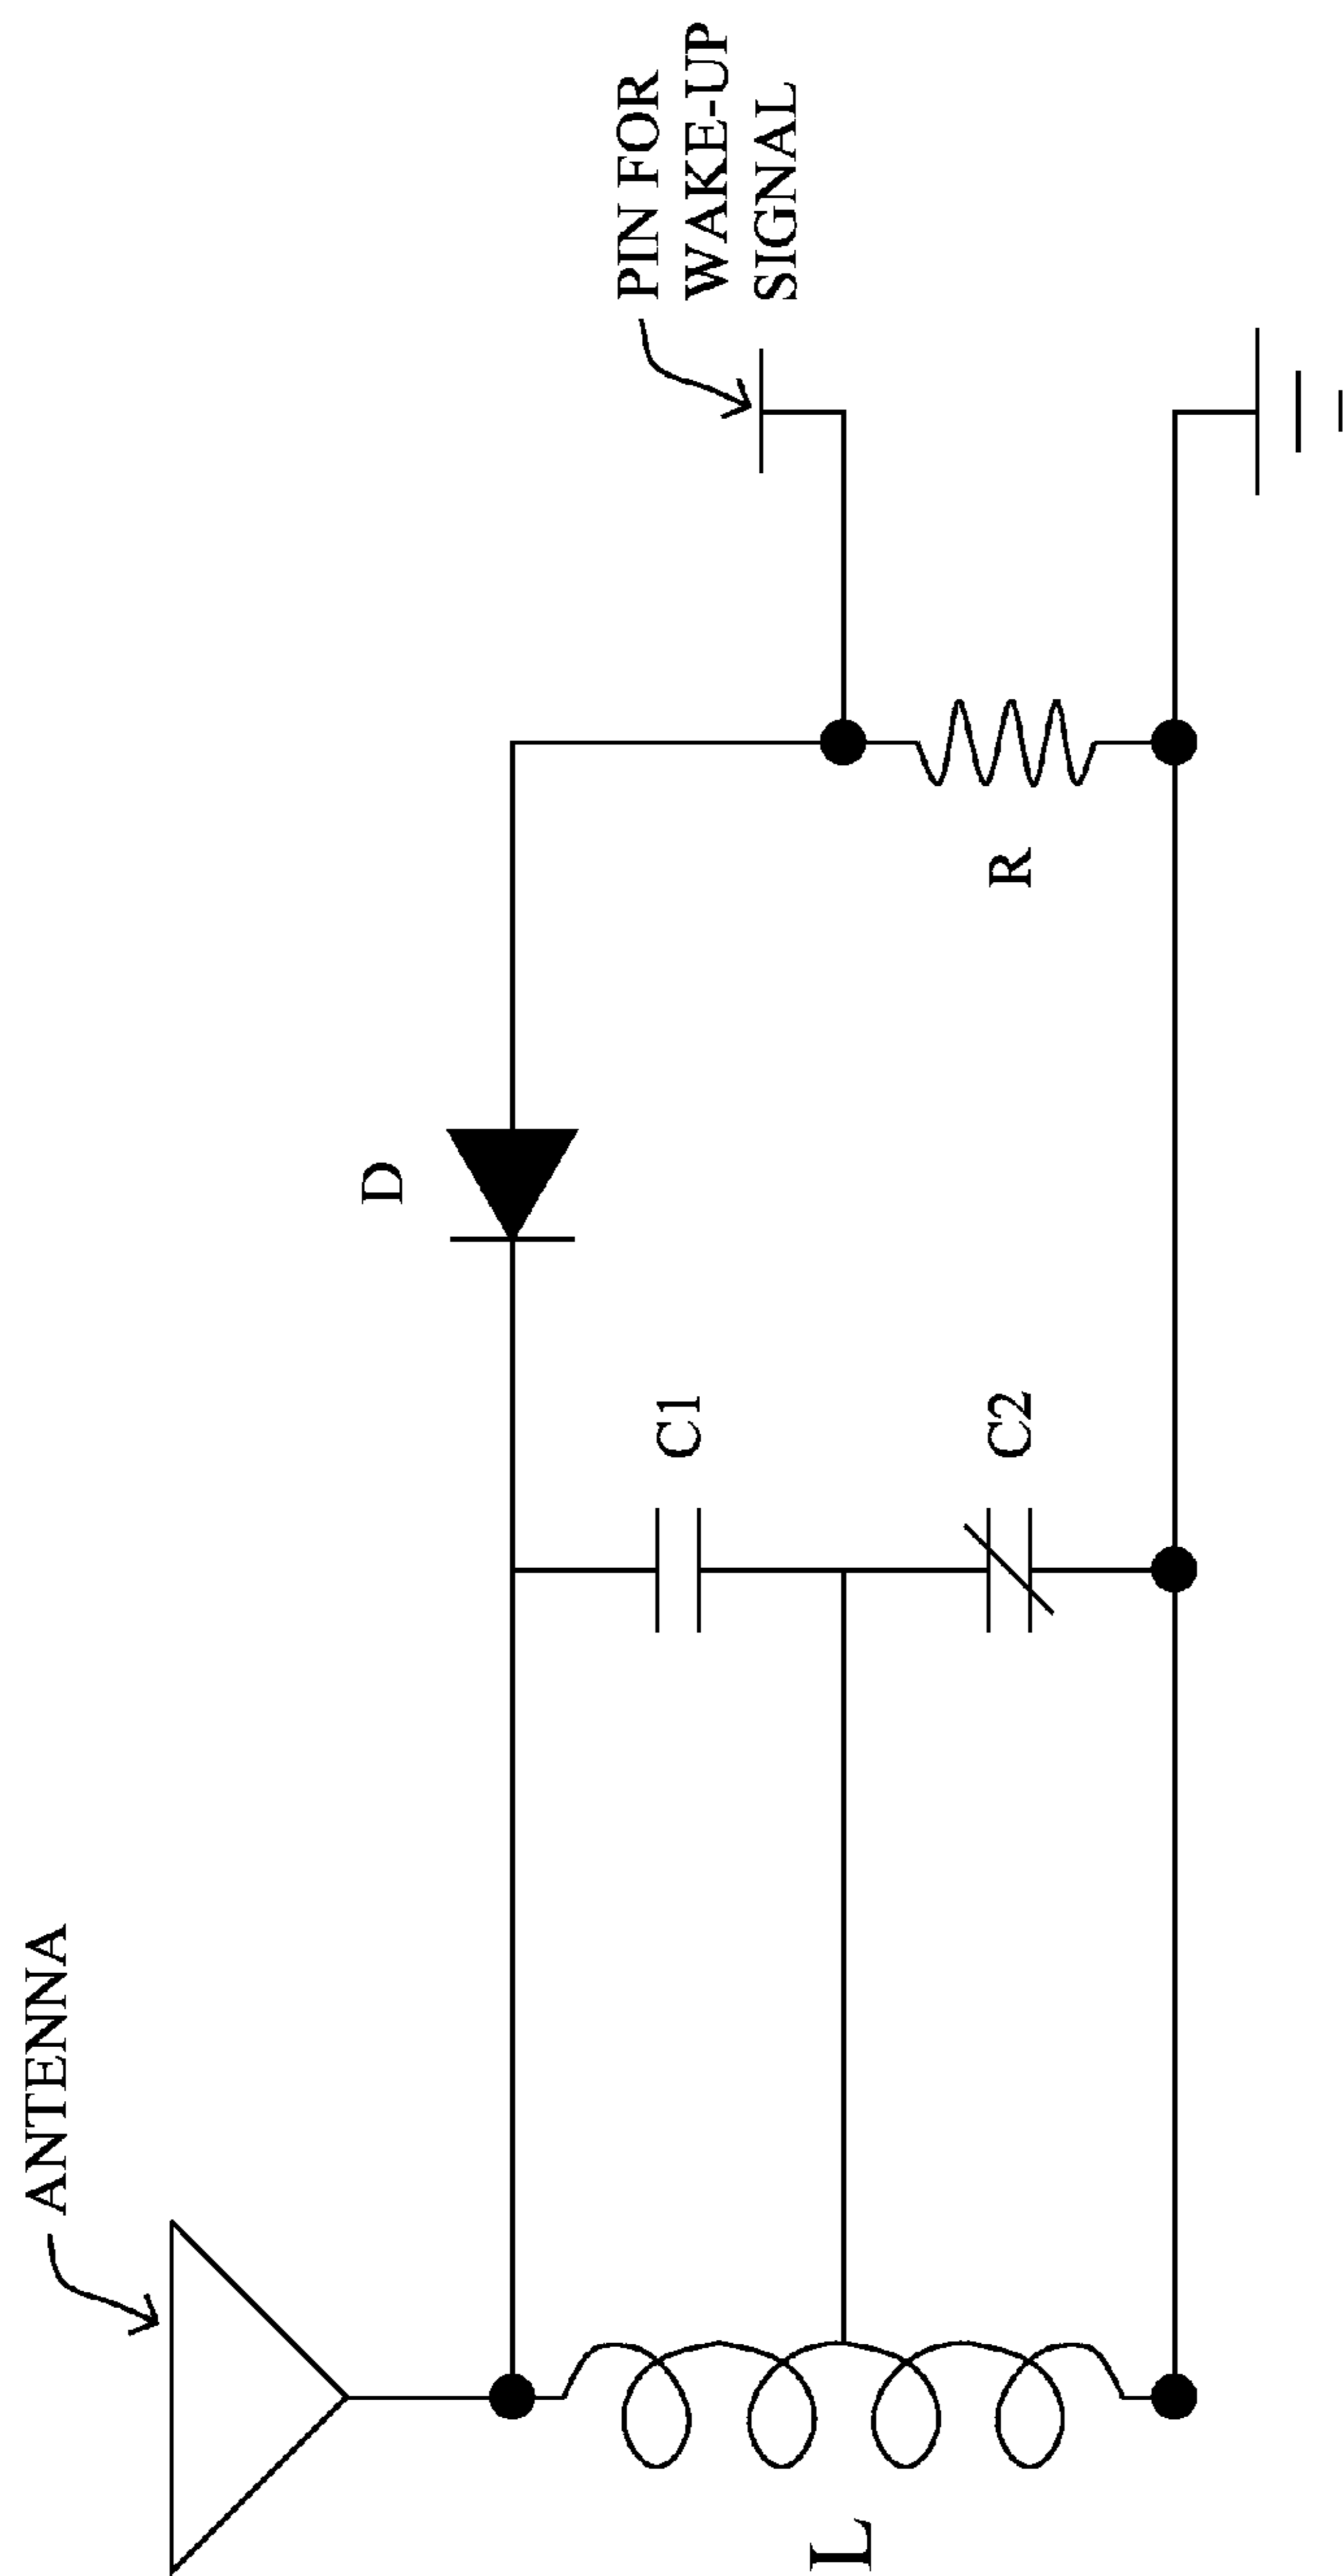 ANTENNA
PIN FOR
WAKE-UP
SIGNAL
D
C1
C2
R
L